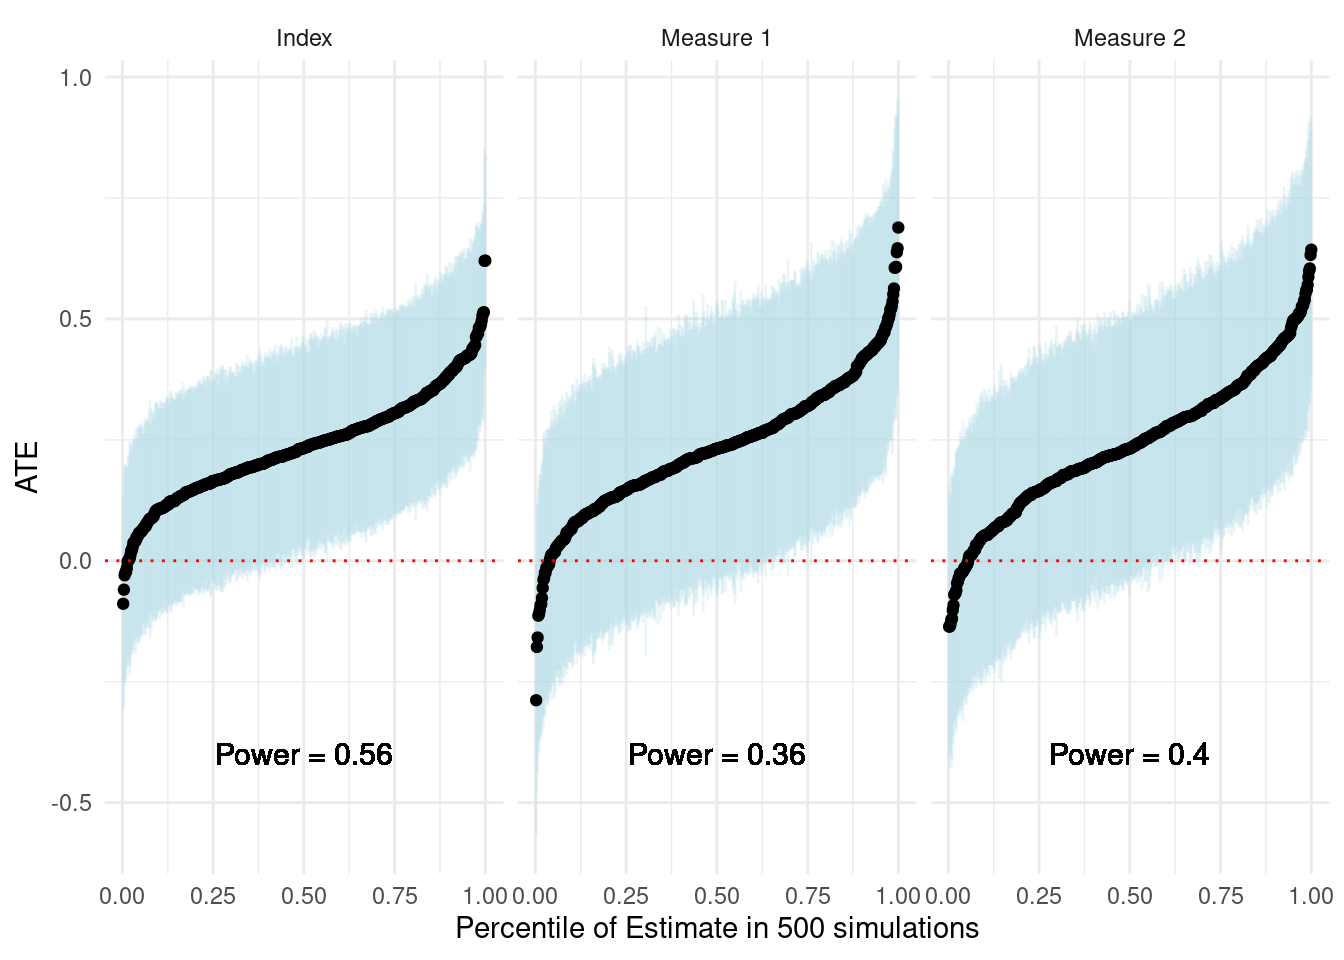 Index Measure 1 Measure 2
1.0
0.5
0.0
-0.5
ATE
Power = 0.56 Power = 0.36 Power = 0.4
0.00 0.25 0.50 0.75 1.00 0.00 0.25 0.50 0.75 1.00 0.00 0.25 0.50 0.75 1.00
Percentile of Estimate in 500 simulations